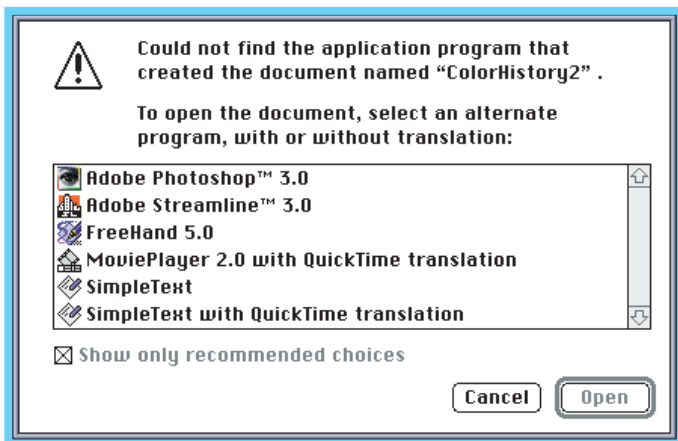 Could not find the application program that
created the document named “ColorHistory2” .
To open the document, select an alternate
program, with or without translation:
Adobe Photoshop™ 3.0
Adobe Streamline™ 3.0
FreeHand 5.0
MoviePlayer 2.0 with QuickTime translation
SimpleText
SimpleText with QuickTime translation
Show only recommended choices
Cancel
Open